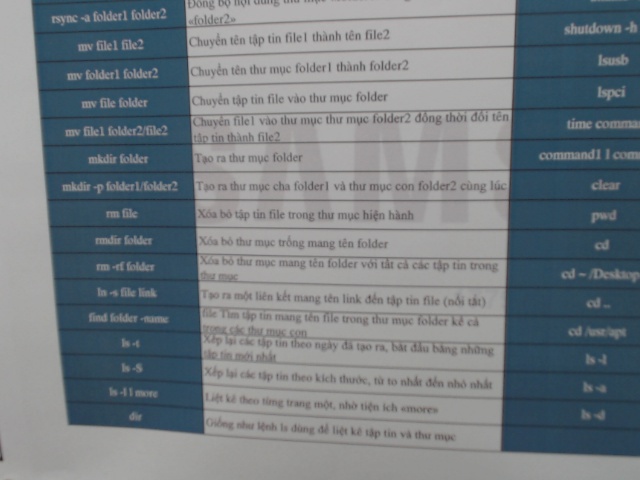 Đồng bộ nội dung thư mục
rsync -a folder1 folder2
«folder2»
shutdown -h
mv file1 file2
Chuyển tên tập tin file1 thành tên file2
lsusb
mv folder1 folder2
Chuyển tên thư mục folder1 thành folder2
lspci
mv file folder
Chuyển tập tin file vào thư mục folder
time comma
mv file1 folder2/file2
Chuyển file1 vào thư mục thư mục folder2 đồng thời đổi tên
tập tin thành file2
command1 l com
mkdir folder
Tạo ra thư mục folder
clear
mkdir -p folder1/folder2
Tạo ra thư mục cha folder1 và thư mục con folder2 cùng lúc
pwd
rm file
Xóa bỏ tập tin file trong thư mục hiện hành
cd
rmdir folder
Xóa bỏ thư mục trống mang tên folder
cd ~ /Deskto
rm -rf folder
Xóa bỏ thư mục mang tên folder với tất cả các tập tin trong
thư mục
cd ..
ln -s file link
Tạo ra một liên kết mang tên link đến tập tin file (nối tắt)
cd /usr/apt
find folder -name
file Tìm tập tin mang tên file trong thư mục folder kể cả
trong các thư mục con
ls -l
ls -t
Xếp lại các tập tin theo ngày đã tạo ra, bắt đầu bằng những
tập tin mới nhất
ls -a
ls -S
Xếp lại các tập tin theo kích thước, từ to nhất đến nhỏ nhất
ls -d
ls -l l more
Liệt kê theo từng trang một, nhờ tiện ích «more»
dir
Giống như lệnh ls dùng để liệt kê tập tin và thư mục